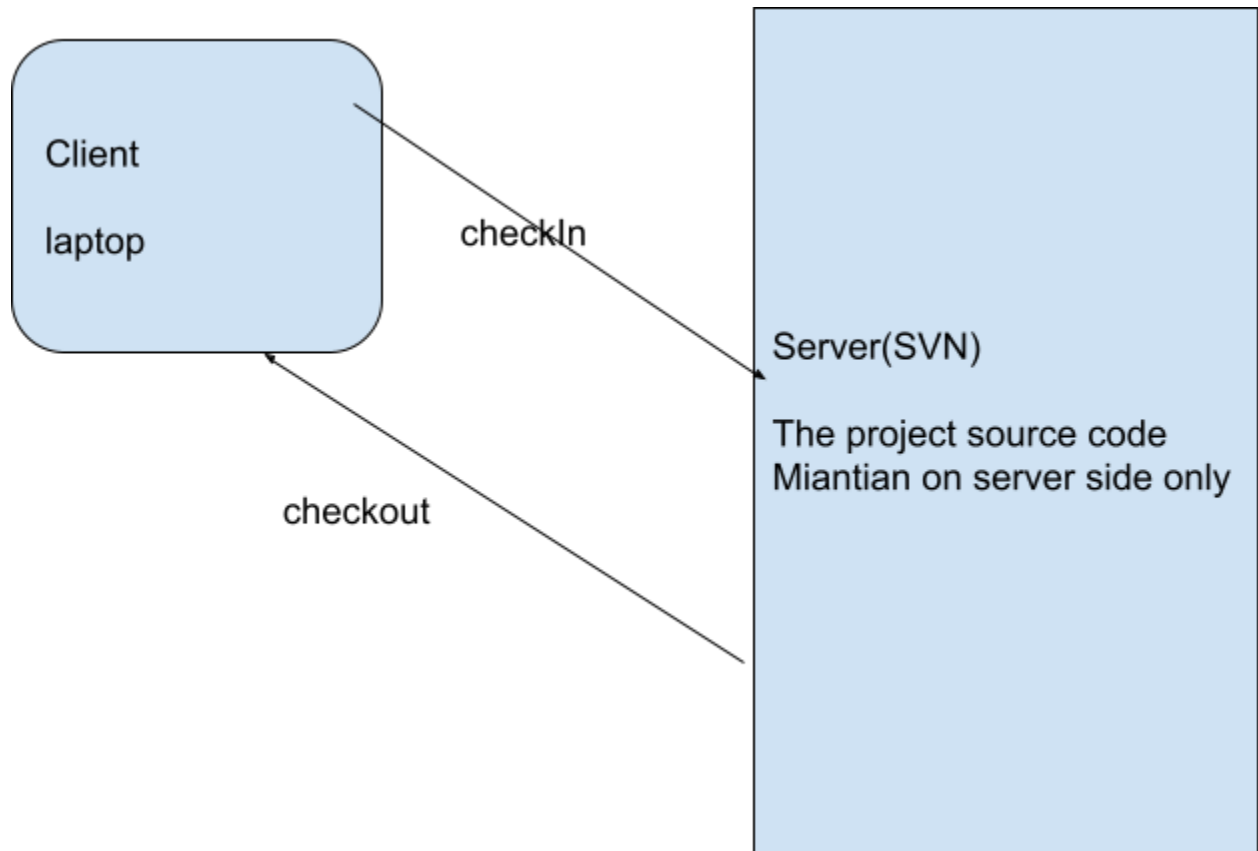 Client
laptop
checkIn
Server(SVN)
The project source code
Miantian on server side only
checkout